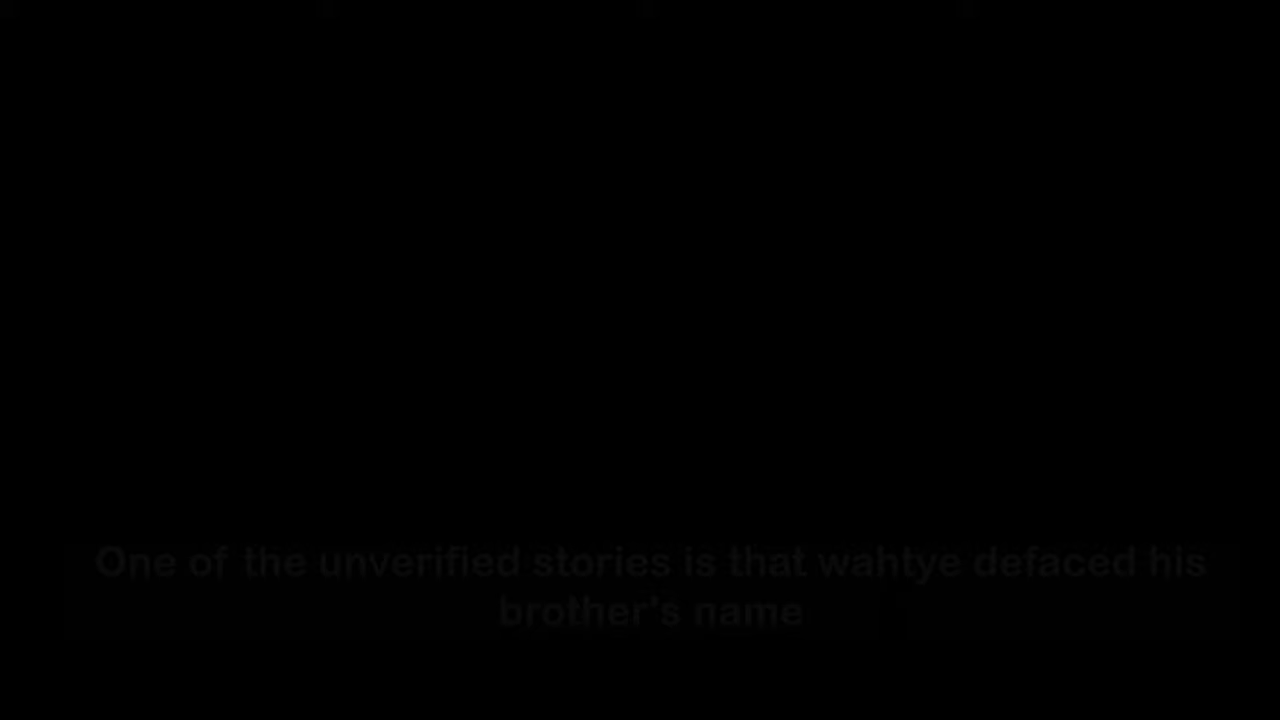 One of the unverified stories is that wahtye defaced his
brother's name